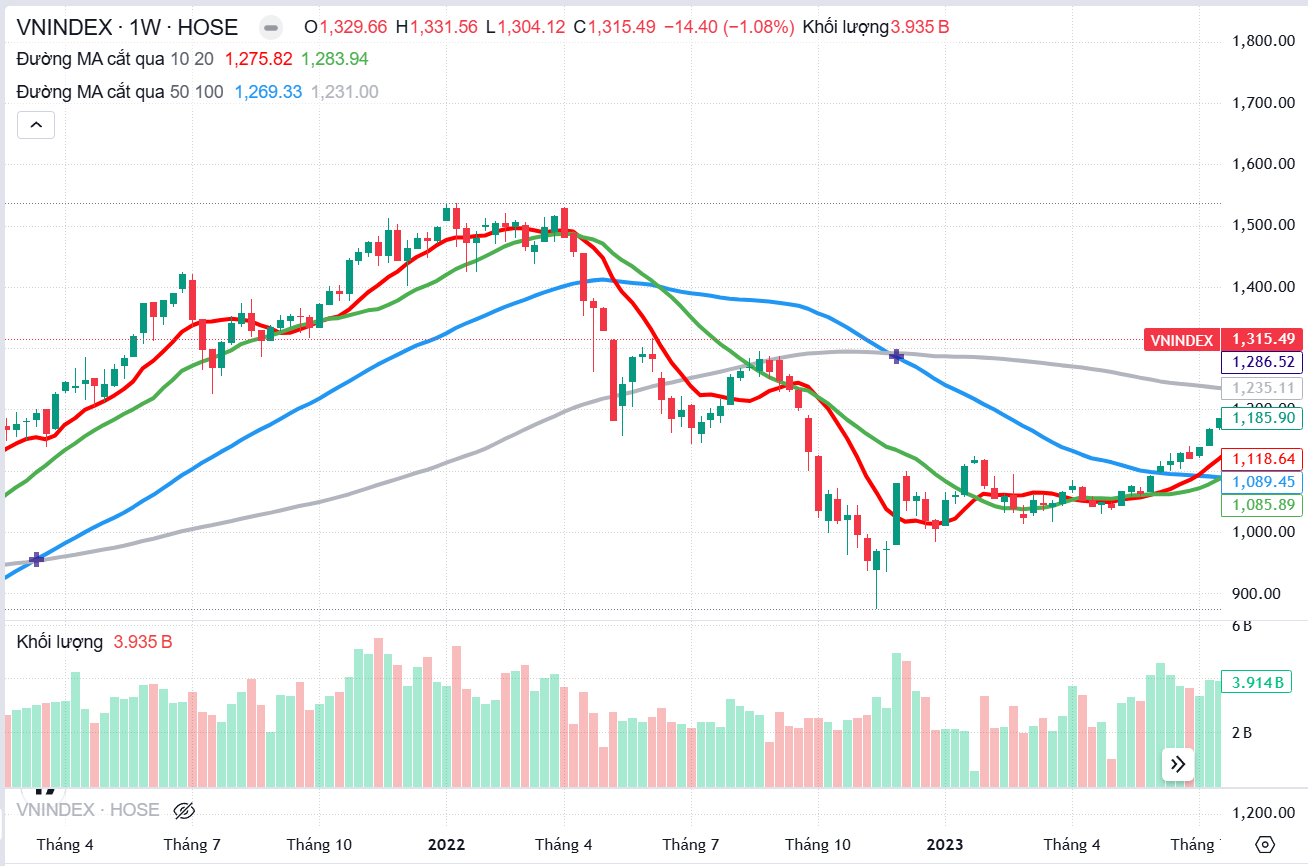 VNINDEX · 1W · HOSE O1,329.66 H1,331.56 L1,304.12 C1,315.49 −14.40 (−1.08%) Khối lượng3.935 B
Đường MA cắt qua 10 20 1,275.82 1,283.94
Đường MA cắt qua 50 100 1,269.33 1,231.00
1,800.00
1,700.00
1,600.00
1,500.00
1,400.00
VNINDEX 1,315.49
1,286.52
1,235.11
1,185.90
1,118.64
1,089.45
1,085.89
1,000.00
900.00
6 B
Khối lượng 3.935 B
3.914 B
2 B
VNINDEX · HOSE
1,200.00
Tháng 4 Tháng 7 Tháng 10 2022 Tháng 4 Tháng 7 Tháng 10 2023 Tháng 4 Tháng